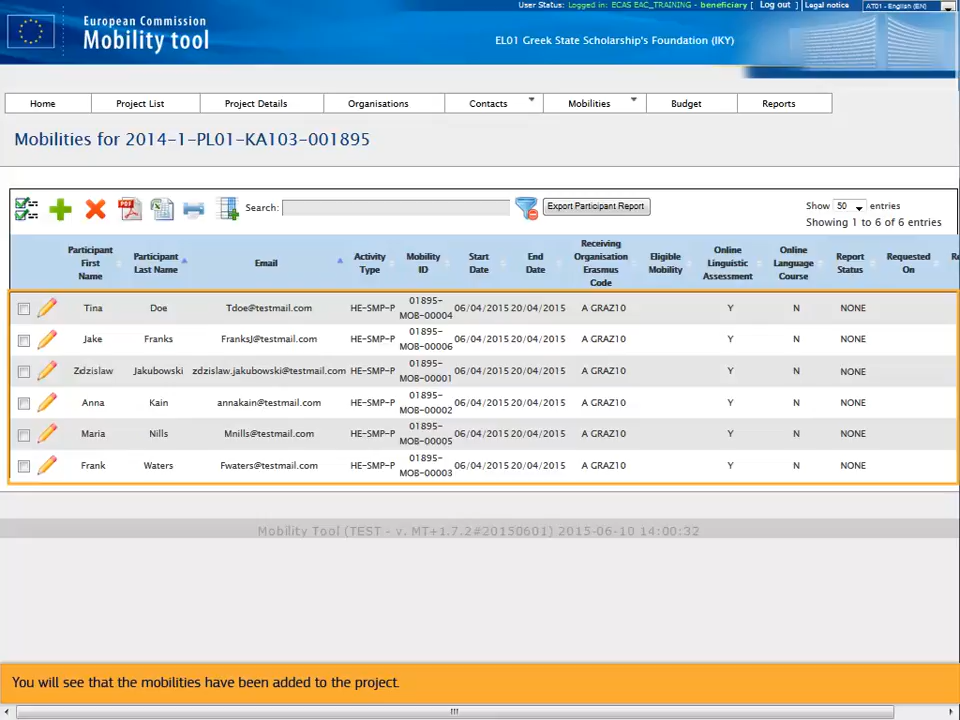 User Status: Logged in: ECAS EAC_TRAINING - beneficiary [ Log out ] Legal notice AT01 - English (EN)
European Commission
Mobility tool
EL01 Greek State Scholarship's Foundation (IKY)
Home Project List Project Details Organisations Contacts Mobilities Budget Reports
Mobilities for 2014-1-PL01-KA103-001895
PDF Search: Export Participant Report Show 50 entries
Showing 1 to 6 of 6 entries
Participant First Name Participant Last Name Email Activity Type Mobility ID Start Date End Date Receiving Organisation Erasmus Code Eligible Mobility Online Linguistic Assessment Online Language Course Report Status Requested On
Tina Doe Tdoe@testmail.com HE-SMP-P 01895-MOB-00004 06/04/2015 20/04/2015 A GRAZ10 Y N NONE
Jake Franks FranksJ@testmail.com HE-SMP-P 01895-MOB-00006 06/04/2015 20/04/2015 A GRAZ10 Y N NONE
Zdzislaw Jakubowski zdzislaw.jakubowski@testmail.com HE-SMP-P 01895-MOB-00001 06/04/2015 20/04/2015 A GRAZ10 Y N NONE
Anna Kain annakain@testmail.com HE-SMP-P 01895-MOB-00002 06/04/2015 20/04/2015 A GRAZ10 Y N NONE
Maria Nills Mnills@testmail.com HE-SMP-P 01895-MOB-00005 06/04/2015 20/04/2015 A GRAZ10 Y N NONE
Frank Waters Fwaters@testmail.com HE-SMP-P 01895-MOB-00003 06/04/2015 20/04/2015 A GRAZ10 Y N NONE
Mobility Tool (TEST - v. MT+1.7.2#20150601) 2015-06-10 14:00:32
You will see that the mobilities have been added to the project.